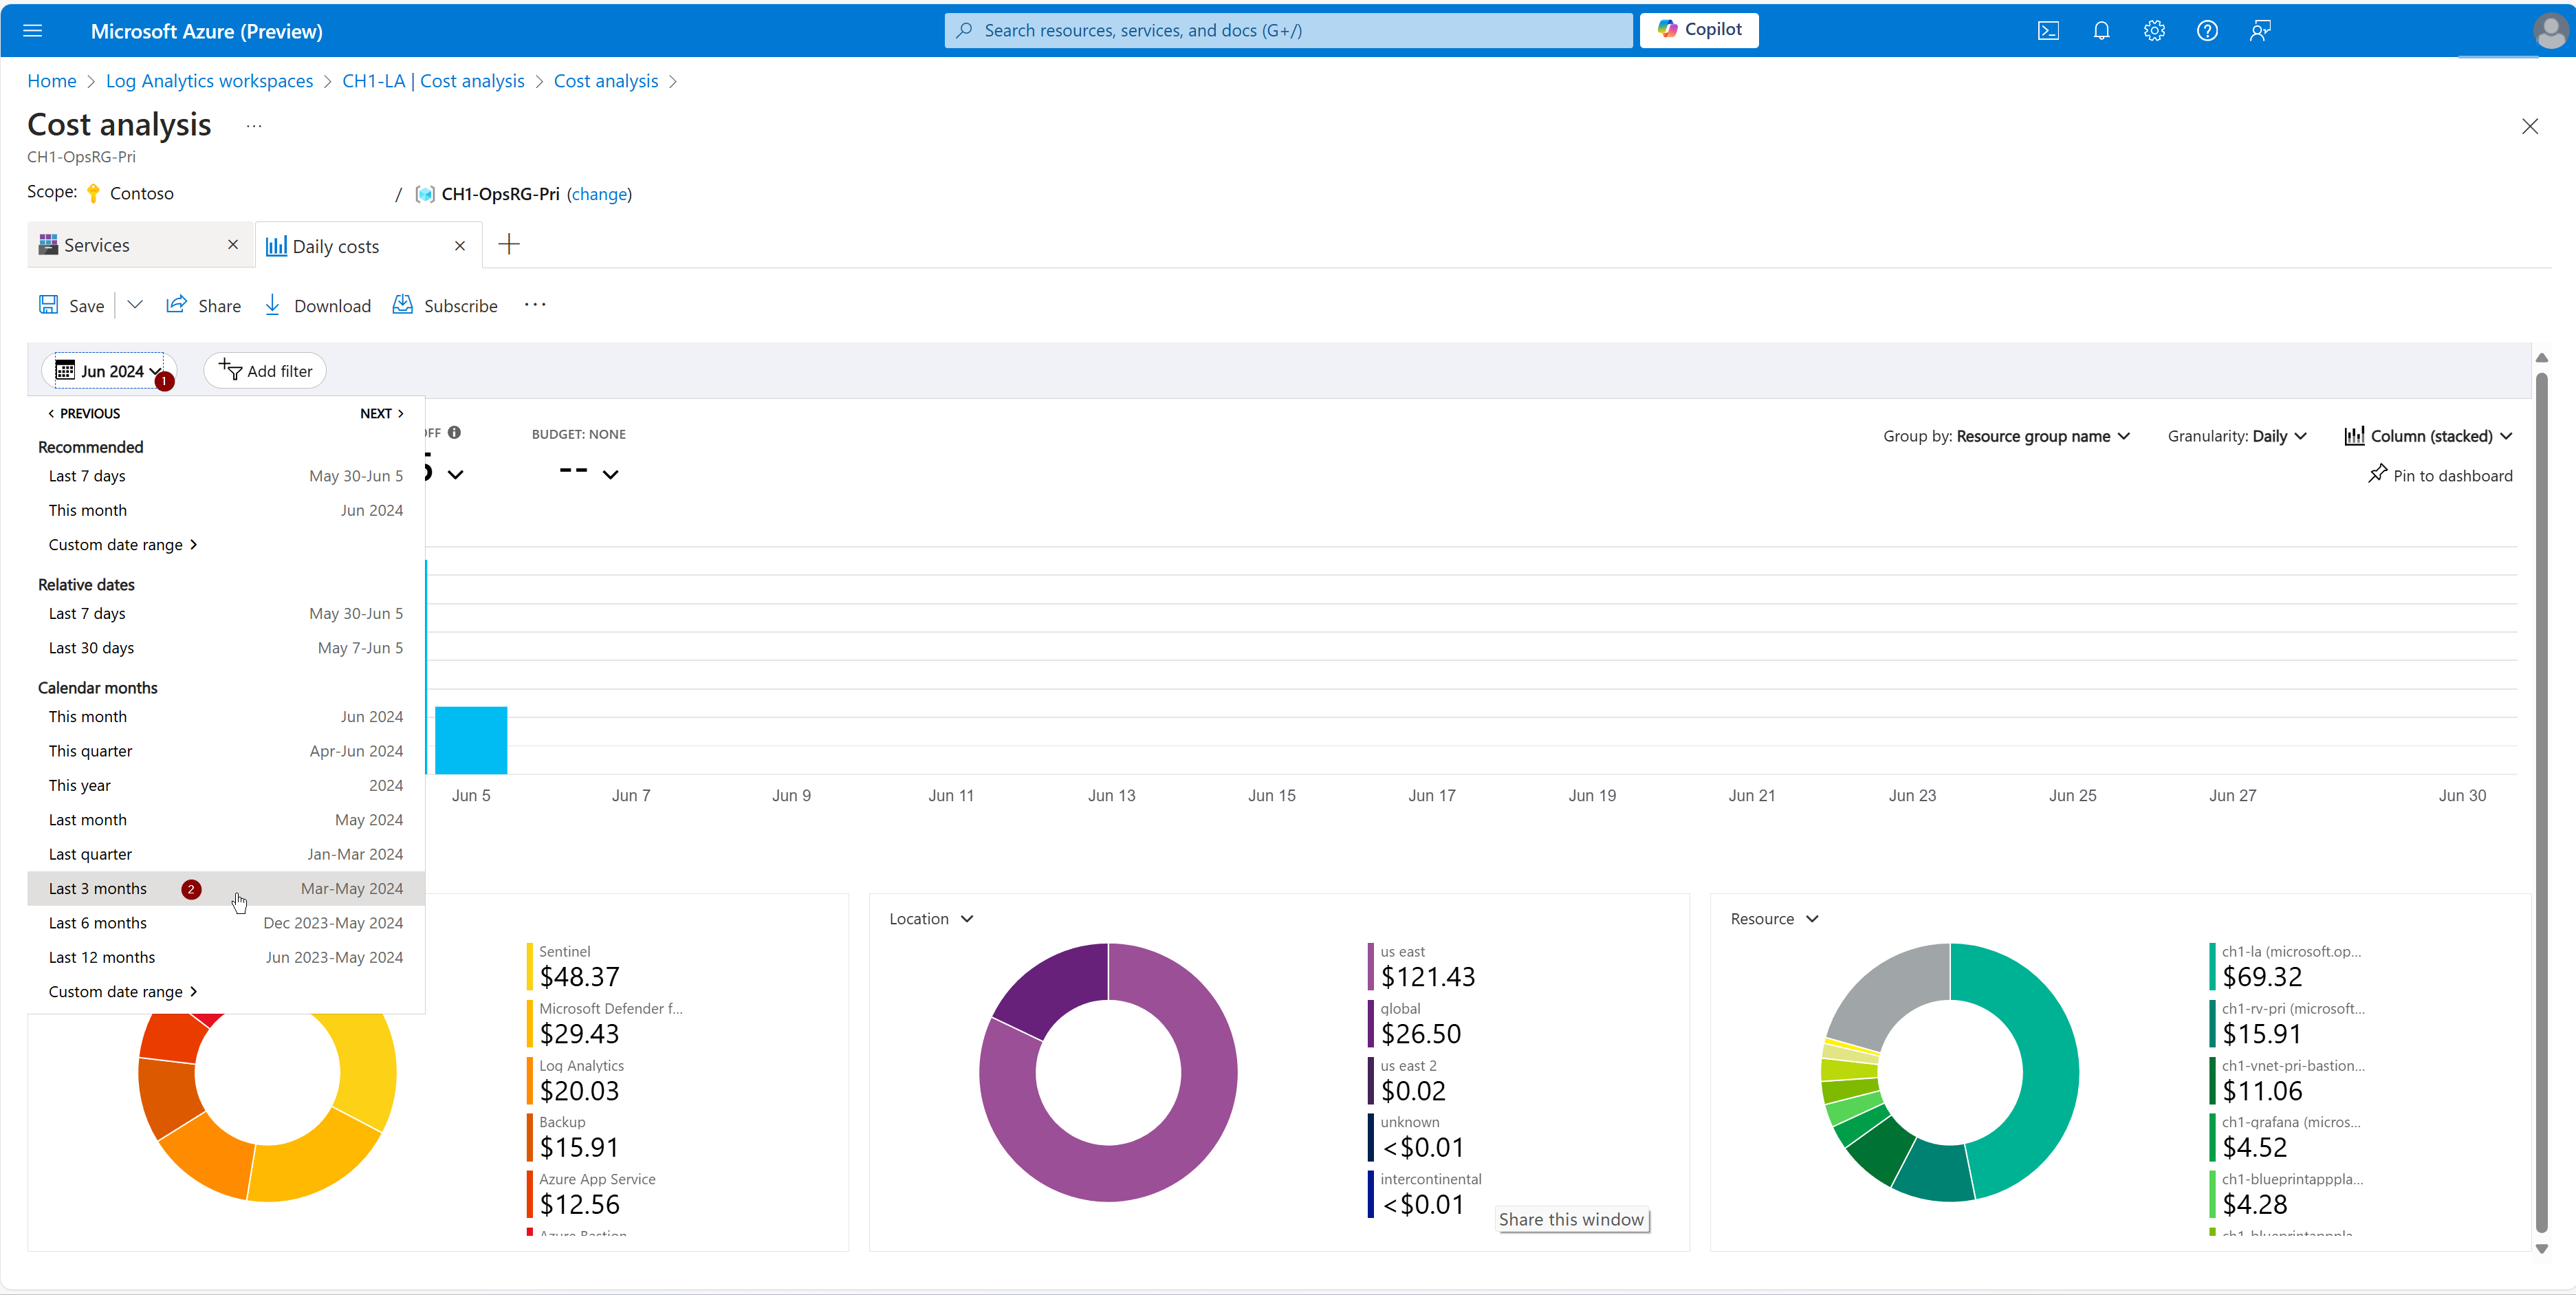 Microsoft Azure (Preview)
Search resources, services, and docs (G+/)
Copilot
Home > Log Analytics workspaces > CH1-LA | Cost analysis > Cost analysis >
Cost analysis ...
CH1-OpsRG-Pri
Scope: Contoso / CH1-OpsRG-Pri (change)
Services
Daily costs
Save
Share
Download
Subscribe
...
Jun 2024
1
Add filter
< PREVIOUS
NEXT >
Recommended
Last 7 days May 30-Jun 5
This month Jun 2024
Custom date range >
Relative dates
Last 7 days May 30-Jun 5
Last 30 days May 7-Jun 5
Calendar months
This month Jun 2024
This quarter Apr-Jun 2024
This year 2024
Last month May 2024
Last quarter Jan-Mar 2024
Last 3 months 2 Mar-May 2024
Last 6 months Dec 2023-May 2024
Last 12 months Jun 2023-May 2024
Custom date range >
BUDGET: NONE
--
Group by: Resource group name
Granularity: Daily
Column (stacked)
Pin to dashboard
Jun 5 Jun 7 Jun 9 Jun 11 Jun 13 Jun 15 Jun 17 Jun 19 Jun 21 Jun 23 Jun 25 Jun 27 Jun 30
Sentinel
$48.37
Microsoft Defender f...
$29.43
Log Analytics
$20.03
Backup
$15.91
Azure App Service
$12.56
Azure Bastion
Location
us east
$121.43
global
$26.50
us east 2
$0.02
unknown
<$0.01
intercontinental
<$0.01
Share this window
Resource
ch1-la (microsoft.op...
$69.32
ch1-rv-pri (microsoft...
$15.91
ch1-vnet-pri-bastion...
$11.06
ch1-grafana (micros...
$4.52
ch1-blueprintapppla...
$4.28
ch1-blueprintapppla...